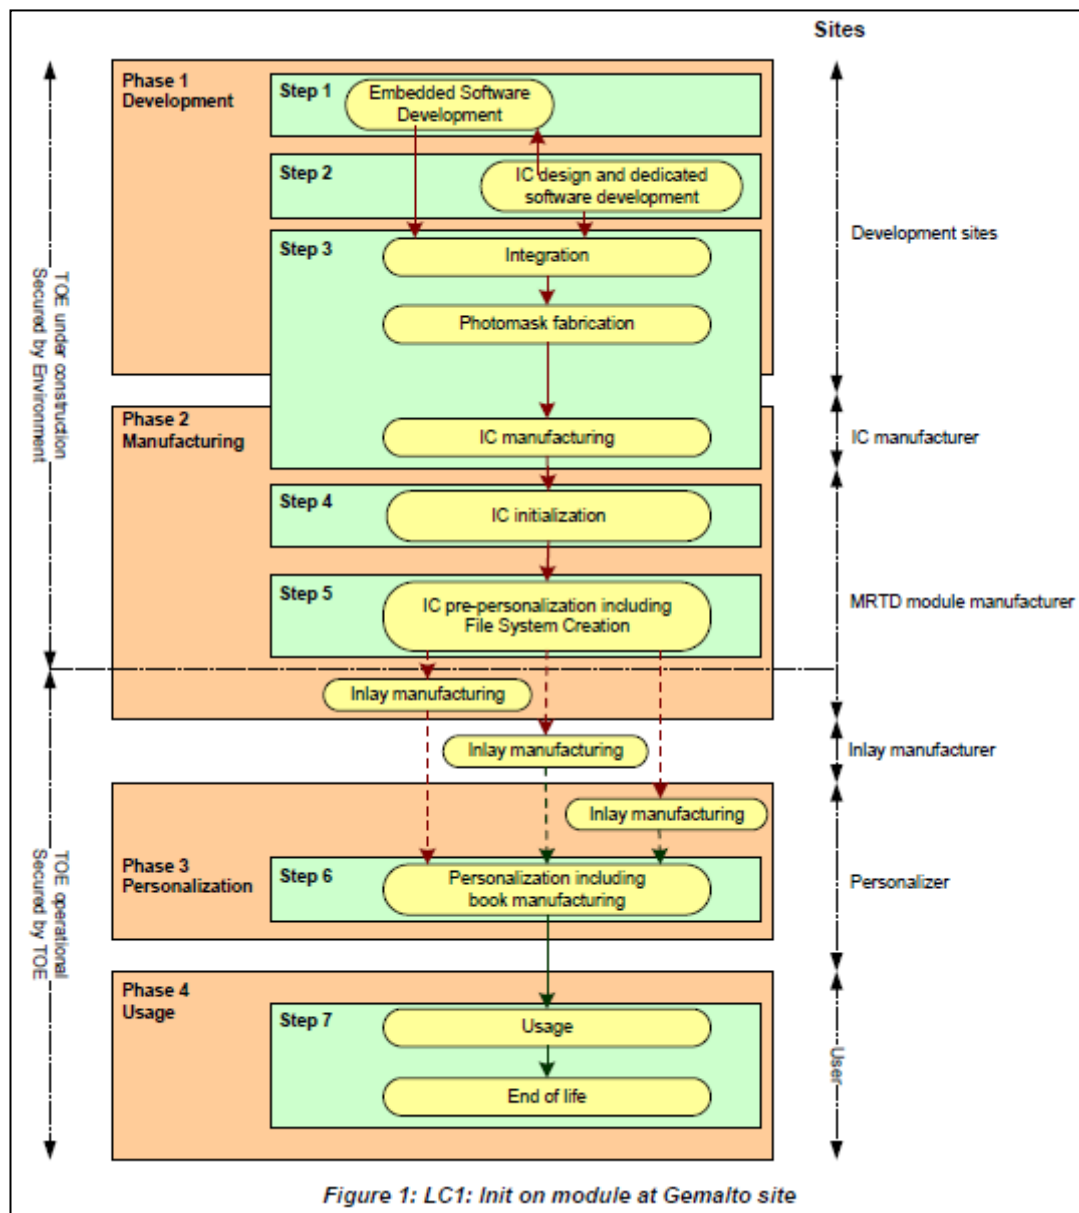 Sites
Phase 1
Development
Step 1
Embedded Software
Development
Step 2
IC design and dedicated
software development
Step 3
Integration
Photomask fabrication
Development sites
TOE under construction
Secured by Environment
Phase 2
Manufacturing
IC manufacturing
IC manufacturer
Step 4
IC initialization
Step 5
IC pre-personalization including
File System Creation
MRTD module manufacturer
Inlay manufacturing
Inlay manufacturing
Inlay manufacturer
Inlay manufacturing
TOE operational
Secured by TOE
Phase 3
Personalization
Step 6
Personalization including
book manufacturing
Personalizer
Phase 4
Usage
Step 7
Usage
End of life
User
Figure 1: LC1: Init on module at Gemalto site